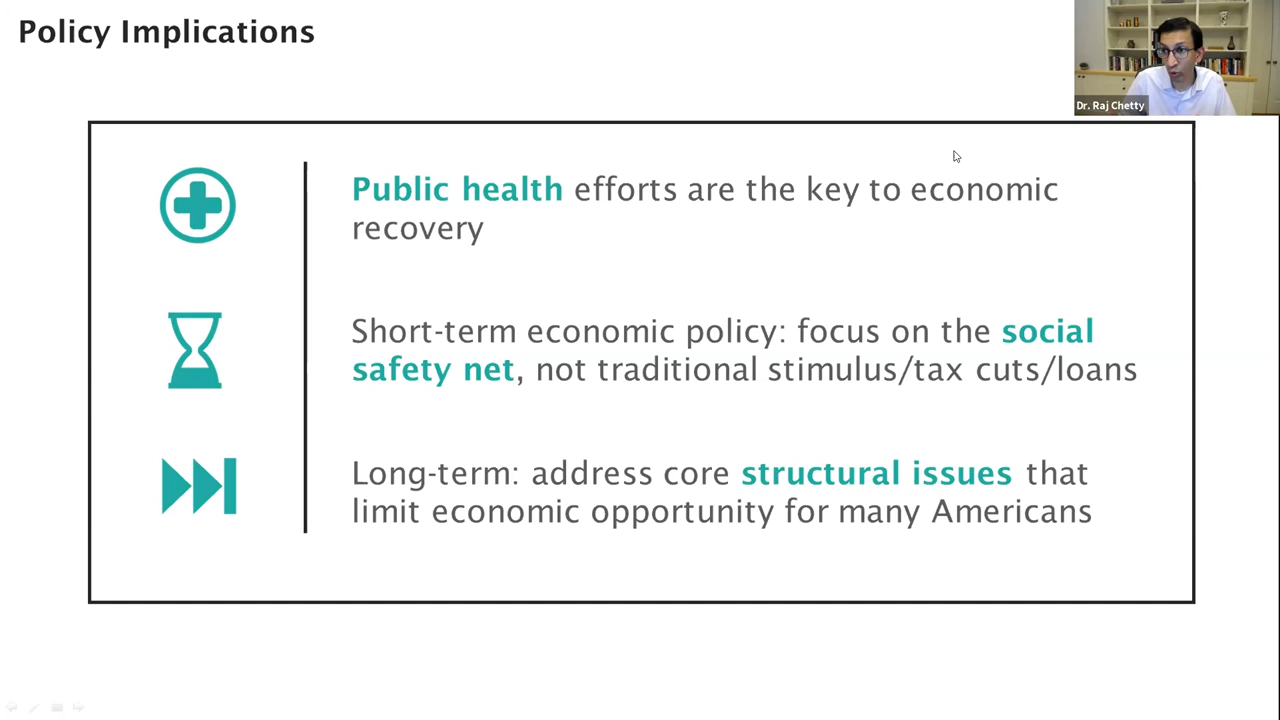 Policy Implications
Dr. Raj Chetty
Public health efforts are the key to economic
recovery
Short-term economic policy: focus on the social
safety net, not traditional stimulus/tax cuts/loans
Long-term: address core structural issues that
limit economic opportunity for many Americans